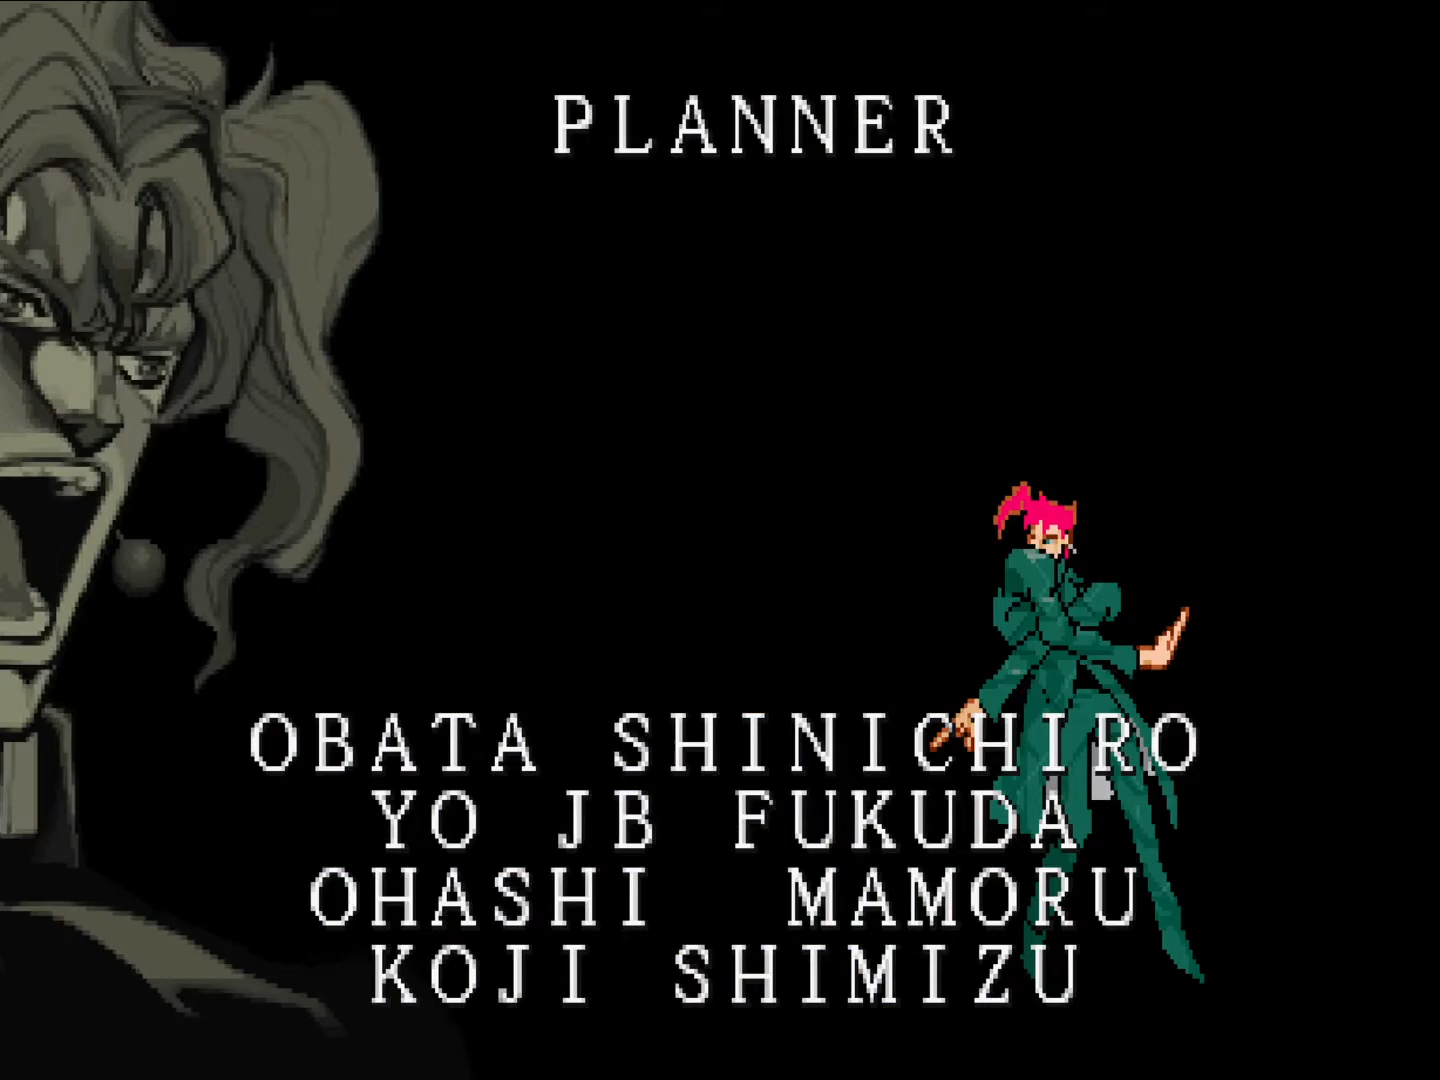 PLANNER
OBATA SHINICHIRO
YO JB FUKUDA
OHASHI MAMORU
KOJI SHIMIZU